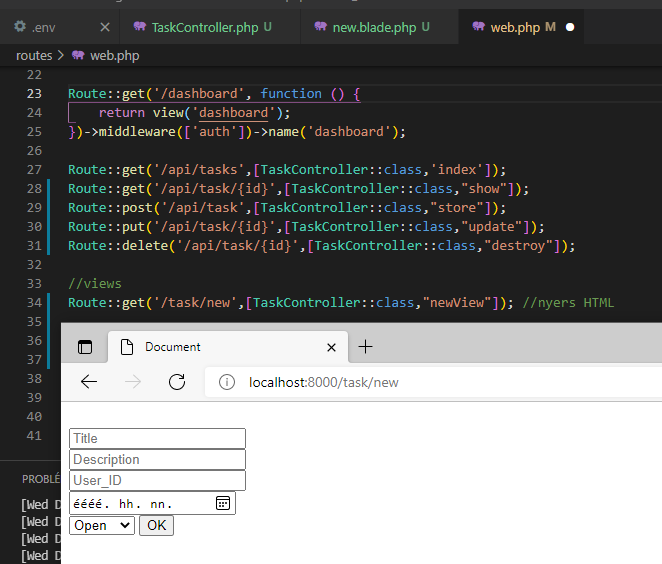 .env
TaskController.php U
new.blade.php U
web.php M
routes > web.php
22
23 Route::get('/dashboard', function () {
24 return view('dashboard');
25 })->middleware(['auth'])->name('dashboard');
26
27 Route::get('/api/tasks',[TaskController::class,'index']);
28 Route::get('/api/task/{id}',[TaskController::class,"show"]);
29 Route::post('/api/task',[TaskController::class,"store"]);
30 Route::put('/api/task/{id}',[TaskController::class,"update"]);
31 Route::delete('/api/task/{id}',[TaskController::class,"destroy"]);
32
33 //views
34 Route::get('/task/new',[TaskController::class,"newView"]); //nyers HTML
35
36
37
38
39
40
41
Document
localhost:8000/task/new
Title
Description
User_ID
éééé. hh. nn.
Open OK
PROBLÉ
[Wed D
[Wed D
[Wed D
[Wed D